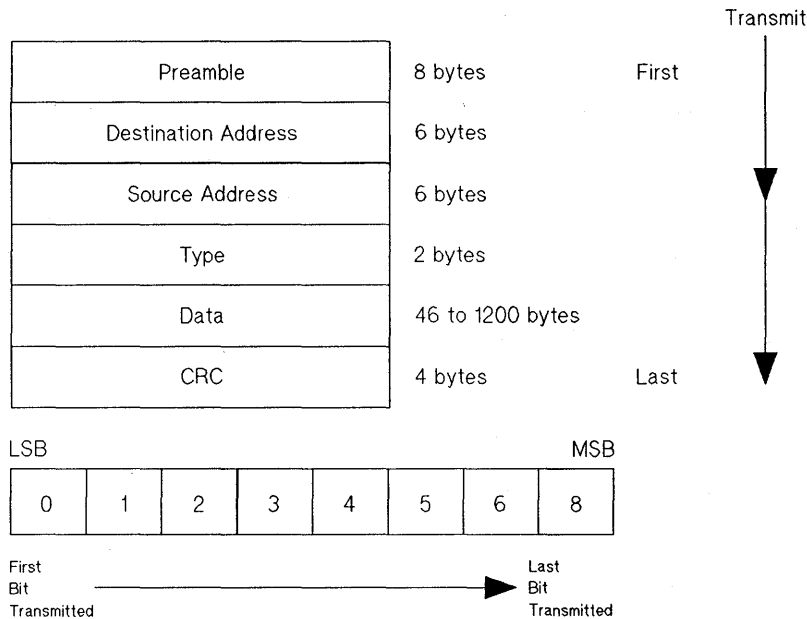 Transmit
Preamble 8 bytes First
Destination Address 6 bytes
Source Address 6 bytes
Type 2 bytes
Data 46 to 1200 bytes
CRC 4 bytes Last
LSB MSB
0 1 2 3 4 5 6 8
First Last
Bit Bit
Transmitted Transmitted